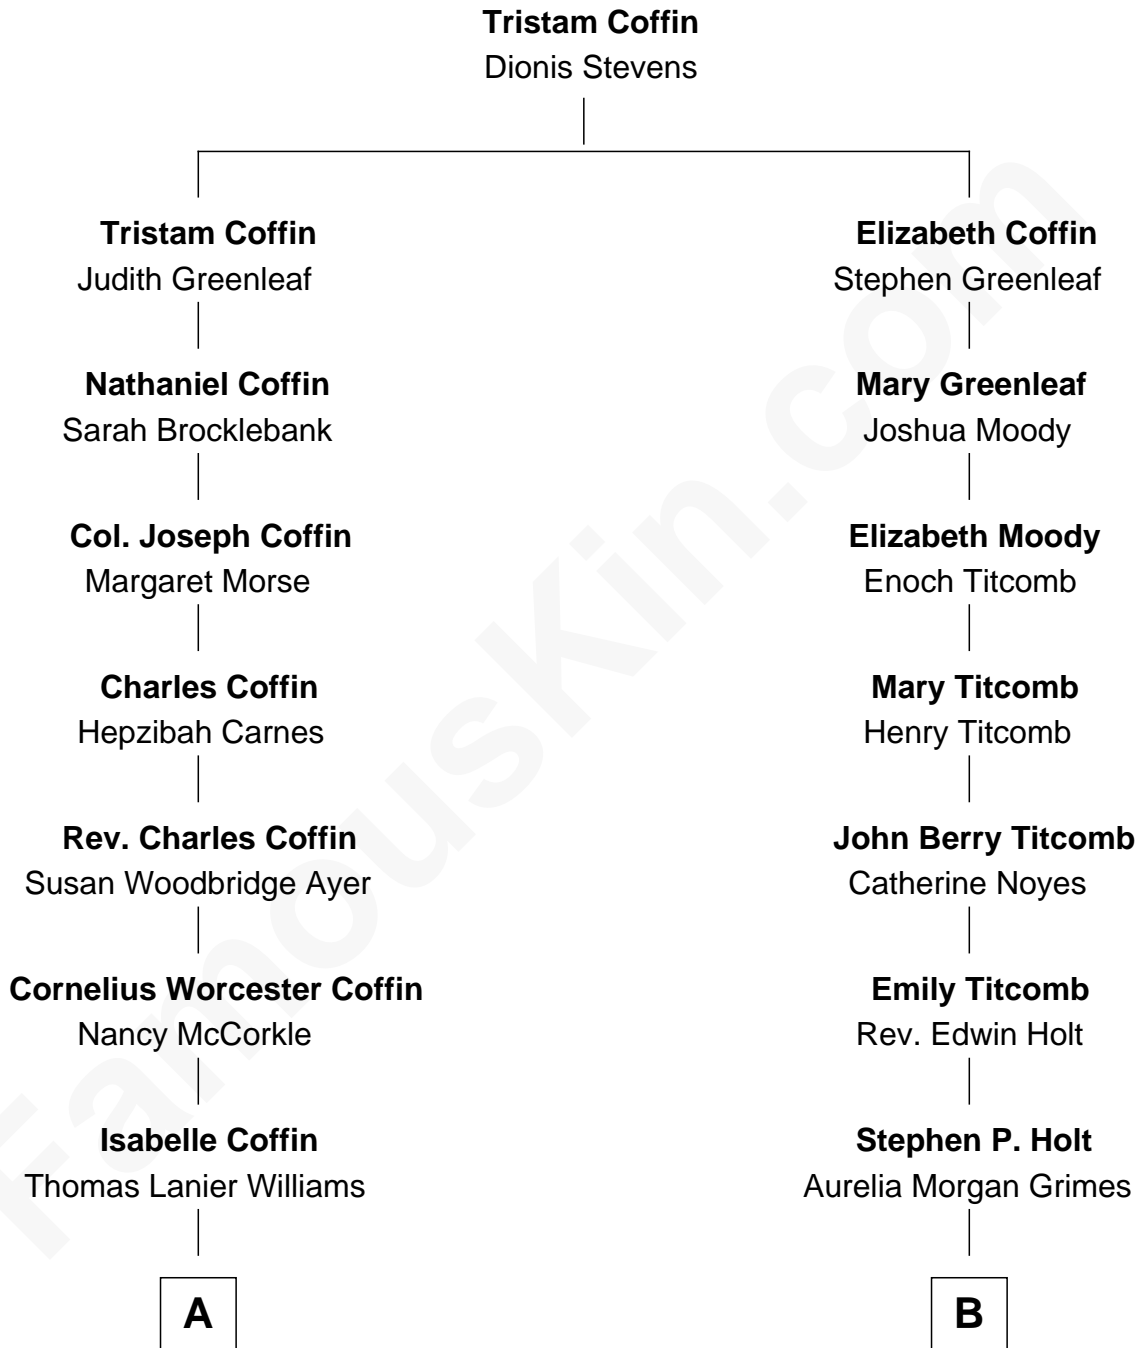 Tristam Coffin
Dionis Stevens
Tristam Coffin
Judith Greenleaf
Elizabeth Coffin
Stephen Greenleaf
Nathaniel Coffin
Sarah Brocklebank
Mary Greenleaf
Joshua Moody
Col. Joseph Coffin
Margaret Morse
Elizabeth Moody
Enoch Titcomb
Charles Coffin
Hepzibah Carnes
Mary Titcomb
Henry Titcomb
Rev. Charles Coffin
Susan Woodbridge Ayer
John Berry Titcomb
Catherine Noyes
Cornelius Worcester Coffin
Nancy McCorkle
Emily Titcomb
Rev. Edwin Holt
Isabelle Coffin
Thomas Lanier Williams
Stephen P. Holt
Aurelia Morgan Grimes
A
B
FamousKin.com